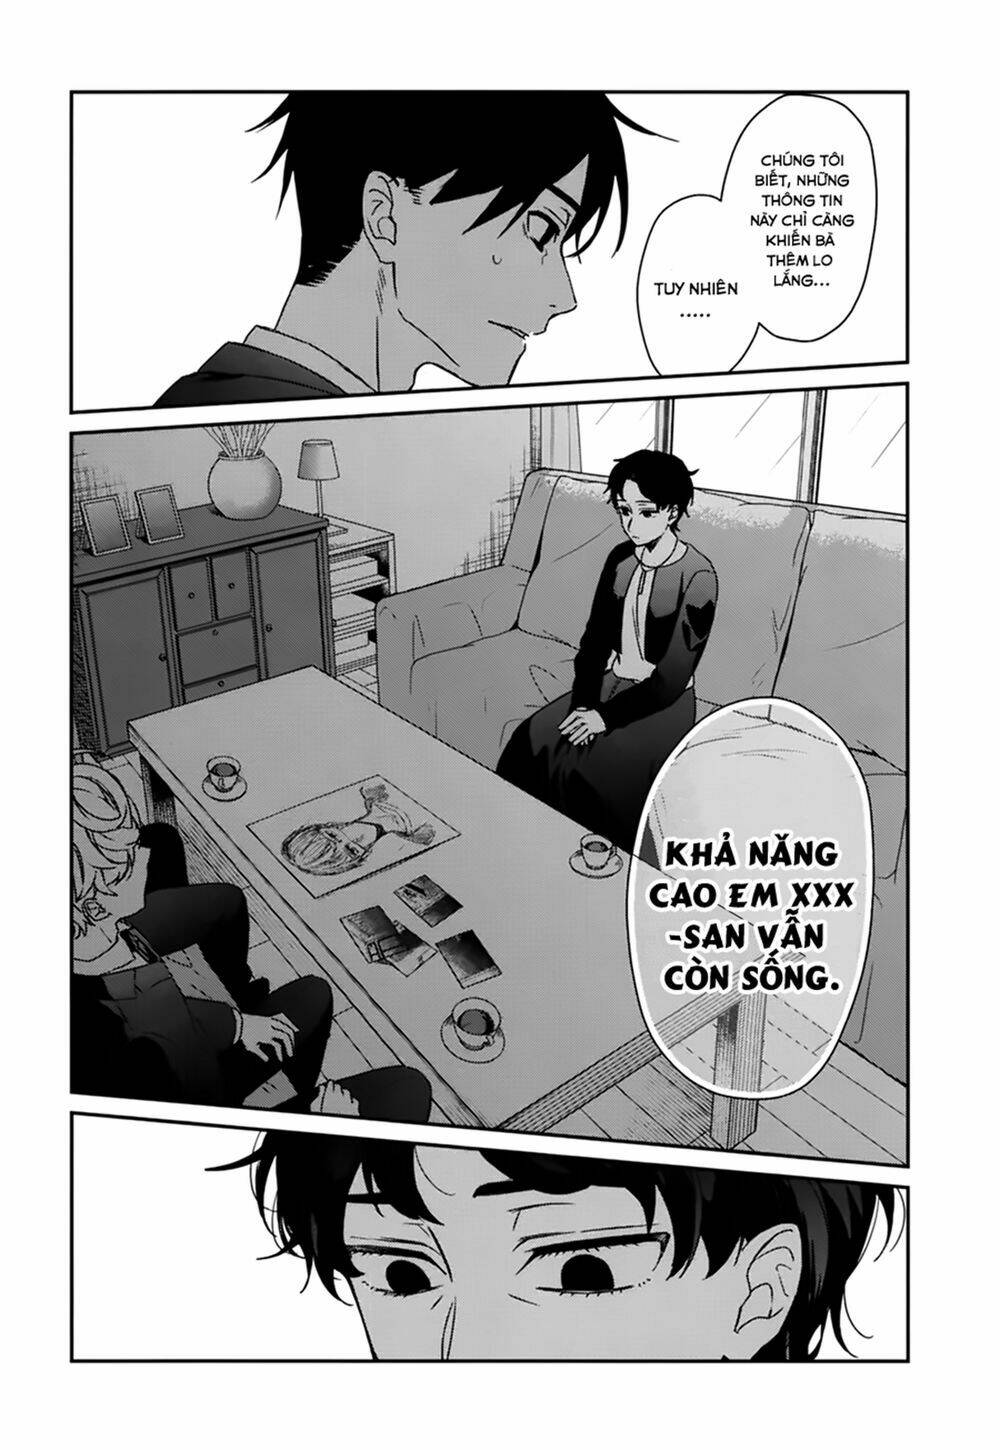 CHÚNG TÔI
BIẾT, NHỮNG
THÔNG TIN
NÀY CHỈ CÀNG
KHIẾN BÀ
THÊM LO
LẮNG...
TUY NHIÊN
.....
KHẢ NĂNG
CAO EM XXX
-SAN VẪN
CÒN SỐNG.